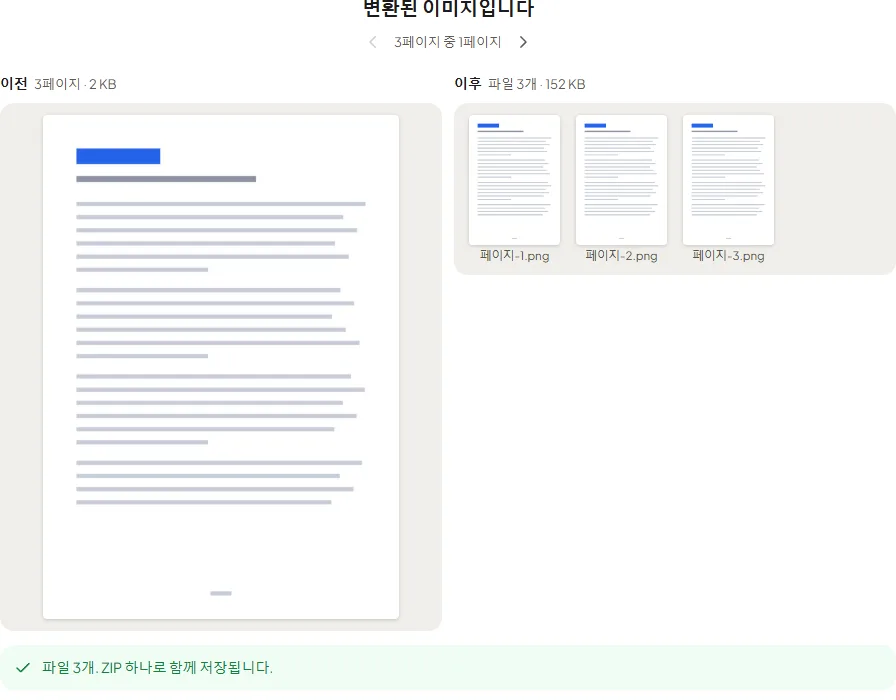 변환된 이미지입니다
3페이지 중 1페이지
이전 3페이지 · 2 KB
이후 파일 3개 · 152 KB
페이지-1.png
페이지-2.png
페이지-3.png
파일 3개. ZIP 하나로 함께 저장됩니다.